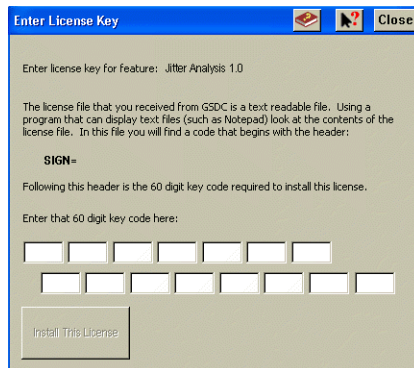 Enter License Key
Close
Enter license key for feature: Jitter Analysis 1.0
The license file that you received from GSDC is a text readable file. Using a
program that can display text files (such as Notepad) look at the contents of the
license file. In this file you will find a code that begins with the header:
SIGN=
Following this header is the 60 digit key code required to install this license.
Enter that 60 digit key code here:
Install This License